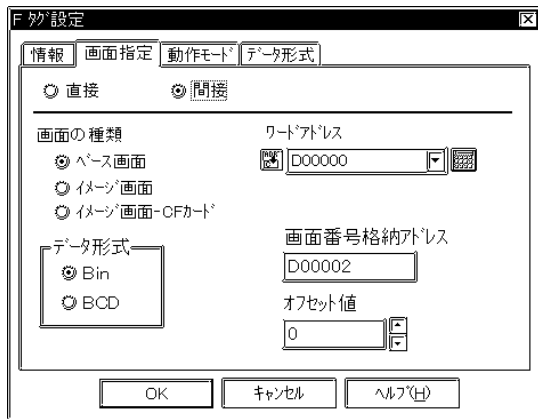 F ﾀｸﾞ設定
情報 画面指定 動作ﾓｰﾄﾞ ﾃﾞｰﾀ形式
直接 間接
画面の種類
ﾍﾞｰｽ画面
ｲﾒｰｼﾞ画面
ｲﾒｰｼﾞ画面-CFｶｰﾄﾞ
ﾃﾞｰﾀ形式
Bin
BCD
ﾜｰﾄﾞｱﾄﾞﾚｽ
D00000
画面番号格納ｱﾄﾞﾚｽ
D00002
ｵﾌｾｯﾄ値
0
OK ｷｬﾝｾﾙ ﾍﾙﾌﾟ(H)